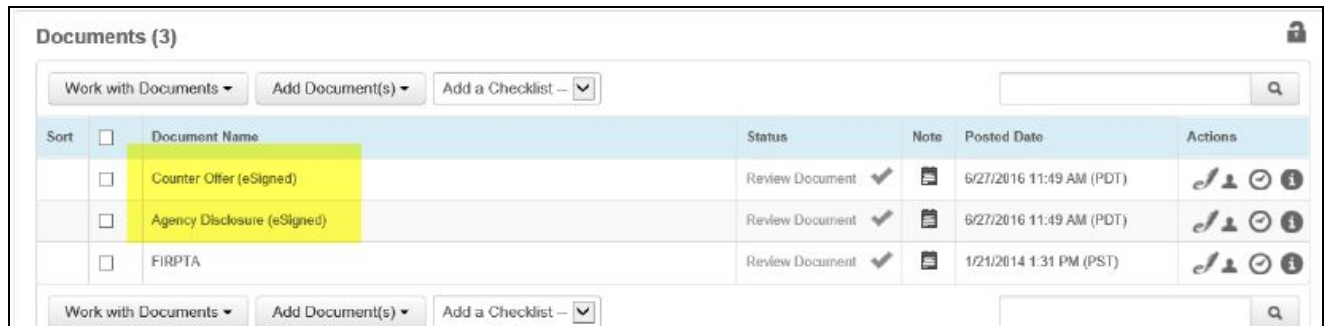 Documents (3)
Work with Documents Add Document(s) Add a Checklist --
Sort Document Name Status Note Posted Date Actions
Counter Offer (eSigned) Review Document 6/27/2016 11:49 AM (PDT)
Agency Disclosure (eSigned) Review Document 6/27/2016 11:49 AM (PDT)
FIRPTA Review Document 1/21/2014 1:31 PM (PST)
Work with Documents Add Document(s) Add a Checklist --